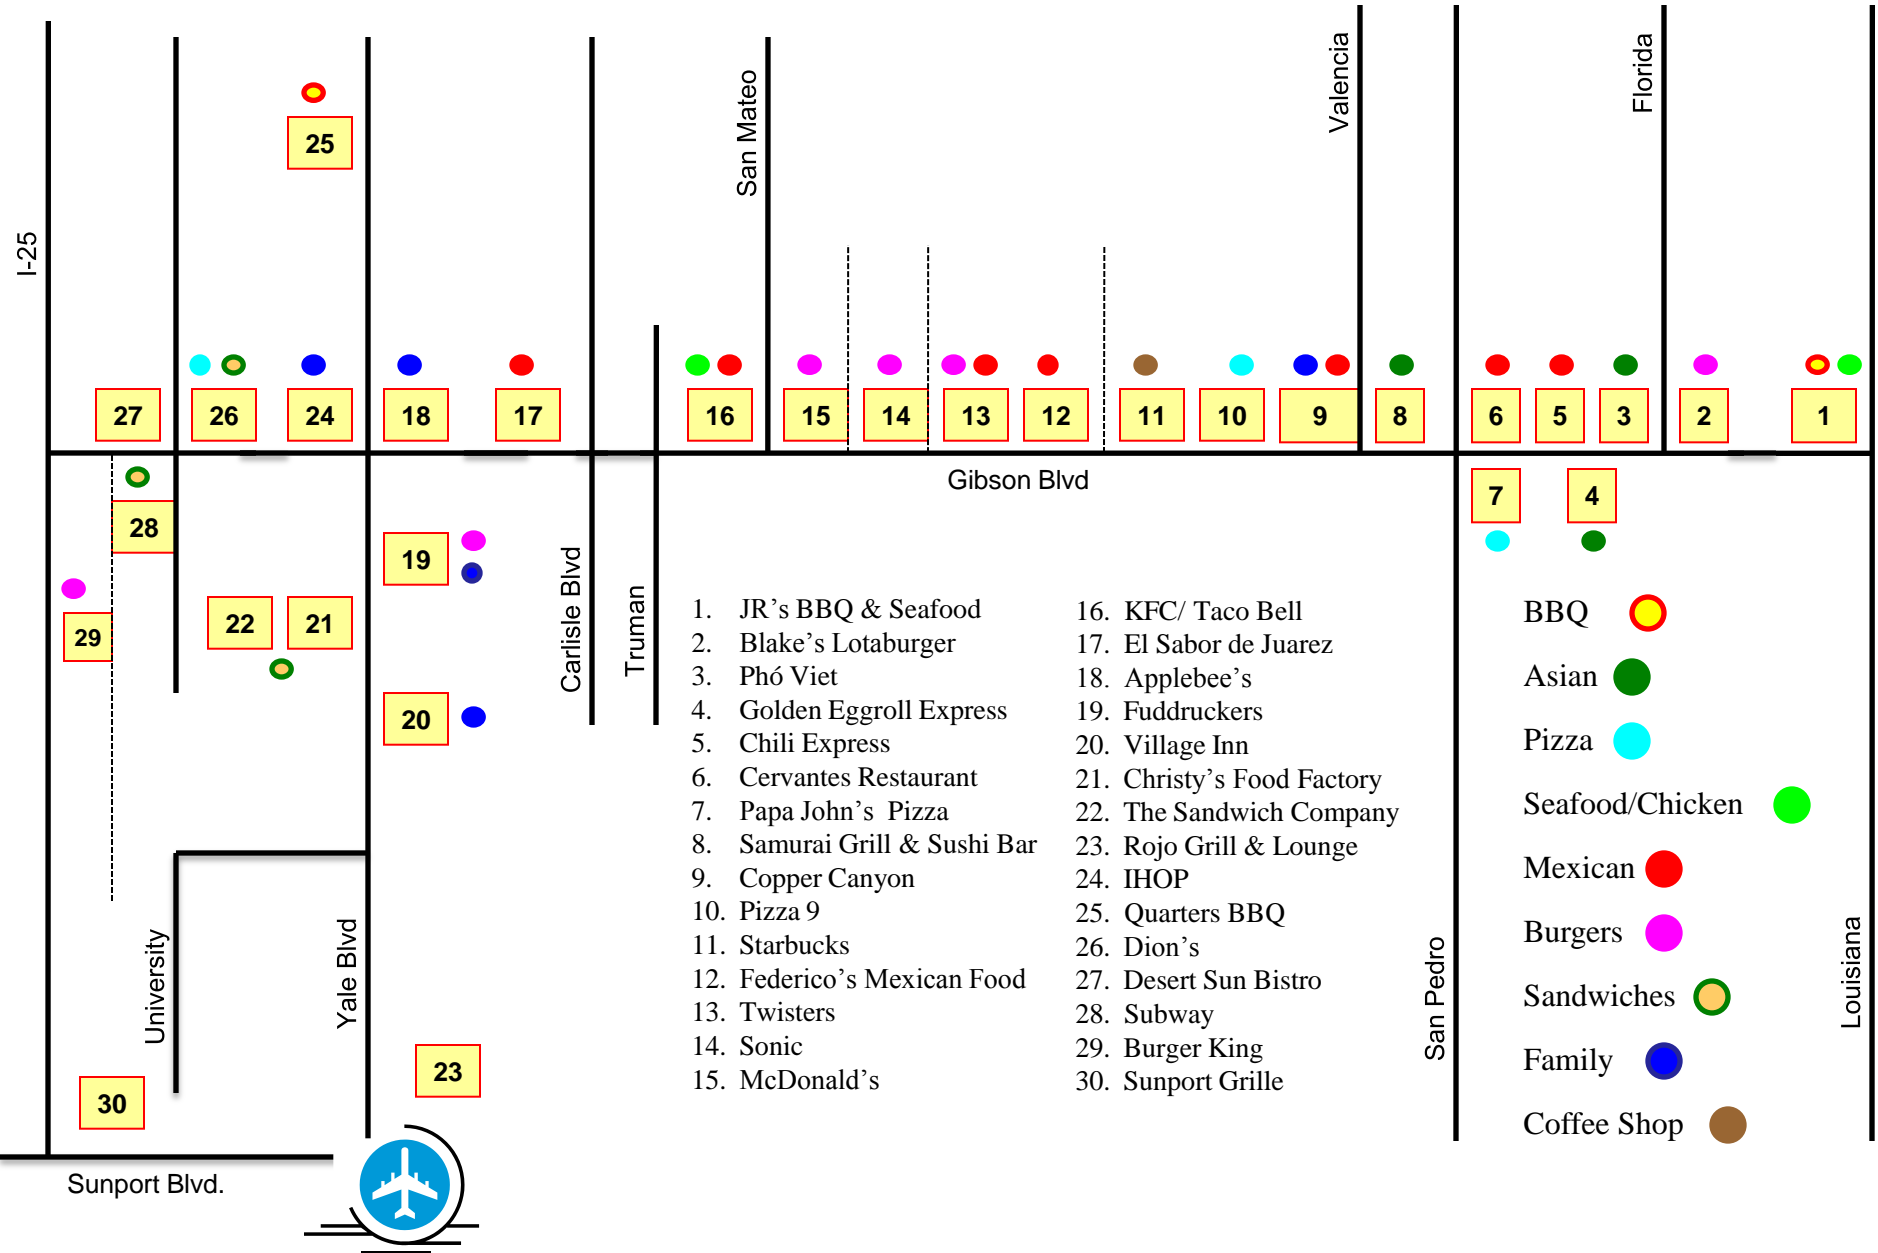 I-25
San Mateo
Valencia
Florida
25
27
26
24
18
17
16
15
14
13
12
11
10
9
8
6
5
3
2
1
Gibson Blvd
28
7
4
19
29
22
21
20
Carlisle Blvd
Truman
University
Yale Blvd
23
30
Sunport Blvd.
San Pedro
Louisiana
1. JR’s BBQ & Seafood
2. Blake’s Lotaburger
3. Phó Viet
4. Golden Eggroll Express
5. Chili Express
6. Cervantes Restaurant
7. Papa John’s Pizza
8. Samurai Grill & Sushi Bar
9. Copper Canyon
10. Pizza 9
11. Starbucks
12. Federico’s Mexican Food
13. Twisters
14. Sonic
15. McDonald’s
16. KFC/ Taco Bell
17. El Sabor de Juarez
18. Applebee’s
19. Fuddruckers
20. Village Inn
21. Christy’s Food Factory
22. The Sandwich Company
23. Rojo Grill & Lounge
24. IHOP
25. Quarters BBQ
26. Dion’s
27. Desert Sun Bistro
28. Subway
29. Burger King
30. Sunport Grille
BBQ
Asian
Pizza
Seafood/Chicken
Mexican
Burgers
Sandwiches
Family
Coffee Shop